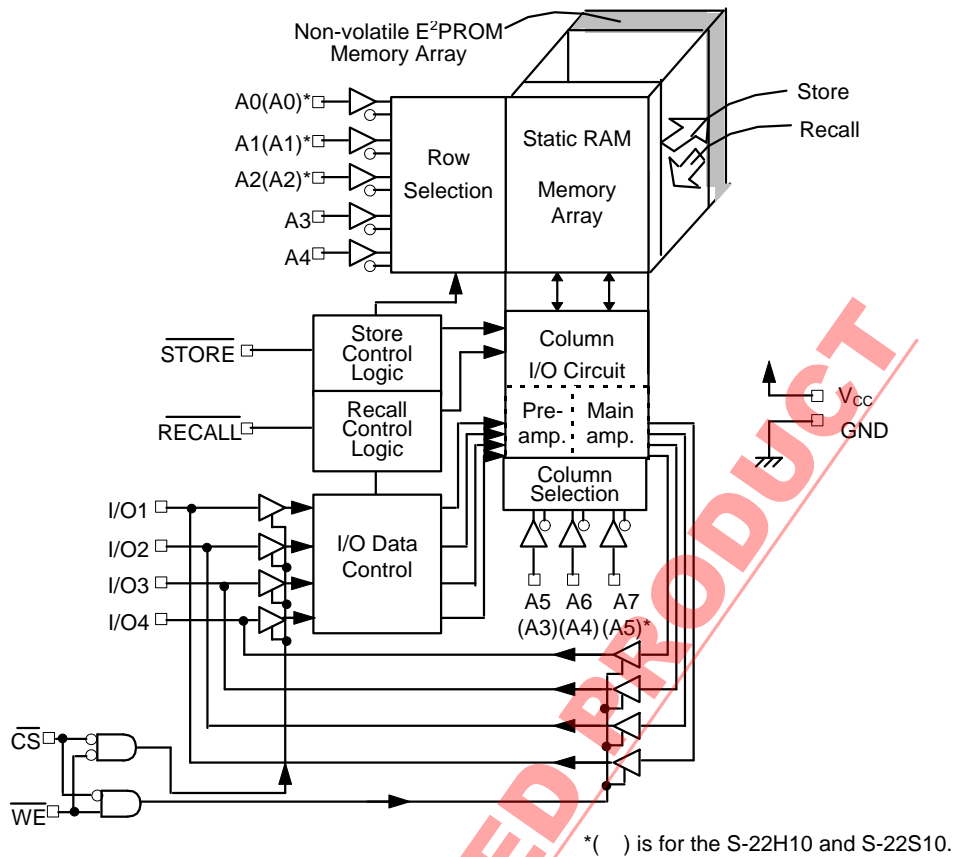 Non-volatile E²PROM
Memory Array
A0(A0)*
A1(A1)*
A2(A2)*
A3
A4
Row
Selection
Static RAM
Memory
Array
Store
Recall
STORE
Store
Control
Logic
RECALL
Recall
Control
Logic
Column
I/O Circuit
Pre-
amp.
Main
amp.
Column
Selection
VCC
GND
I/O1
I/O2
I/O3
I/O4
I/O Data
Control
A5 A6 A7
(A3)(A4)(A5)*
CS
WE
ED PRODUCT
*( ) is for the S-22H10 and S-22S10.